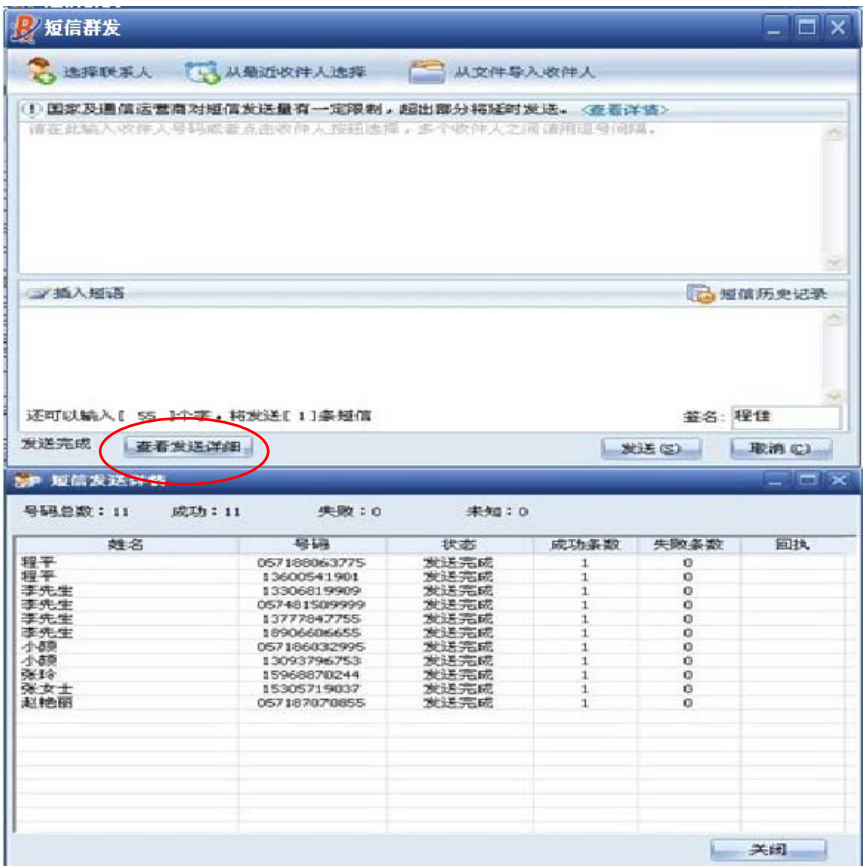 短信群发
选择联系人 从最近收件人选择 从文件导入收件人
国家及通信运营商对短信发送量有一定限制，超出部分将延时发送。<查看详情>
请在此输入收件人号码或者点击收件人按钮选择，多个收件人之间请用逗号间隔。
插入短语 短信历史记录
还可以输入[ 55 ]个字，将发送[ 1 ]条短信 签名: 程佳
发送完成 查看发送详细 发送(S) 取消(C)
短信发送详情
号码总数：11 成功：11 失败：0 未知：0
姓名 号码 状态 成功条数 失败条数 回执
程平 057188063775 发送完成 1 0
程平 13600541901 发送完成 1 0
李先生 13306819909 发送完成 1 0
李先生 057481509999 发送完成 1 0
李先生 13777847755 发送完成 1 0
李先生 18906606655 发送完成 1 0
小颐 057186032995 发送完成 1 0
小颐 13093796753 发送完成 1 0
张玲 15968870244 发送完成 1 0
张女士 15305719037 发送完成 1 0
赵艳丽 057187070855 发送完成 1 0
关闭